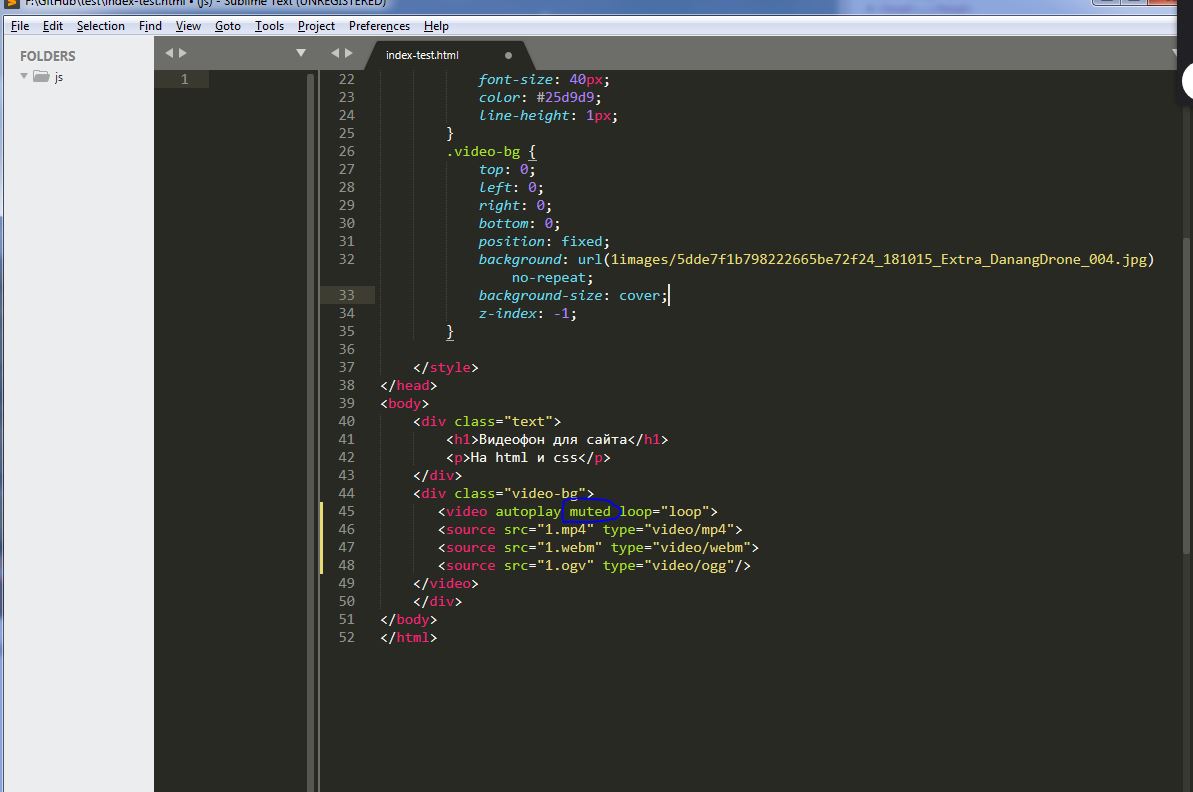 F:\GitHub\test\index-test.html • (js) - Sublime Text (UNREGISTERED)
File Edit Selection Find View Goto Tools Project Preferences Help
FOLDERS
js
1
index-test.html
22 font-size: 40px;
23 color: #25d9d9;
24 line-height: 1px;
25 }
26 .video-bg {
27 top: 0;
28 left: 0;
29 right: 0;
30 bottom: 0;
31 position: fixed;
32 background: url(1images/5dde7f1b798222665be72f24_181015_Extra_DanangDrone_004.jpg)
no-repeat;
33 background-size: cover;
34 z-index: -1;
35 }
36
37 </style>
38 </head>
39 <body>
40 <div class="text">
41 <h1>Видеофон для сайта</h1>
42 <p>На html и css</p>
43 </div>
44 <div class="video-bg">
45 <video autoplay muted loop="loop">
46 <source src="1.mp4" type="video/mp4">
47 <source src="1.webm" type="video/webm">
48 <source src="1.ogv" type="video/ogg"/>
49 </video>
50 </div>
51 </body>
52 </html>